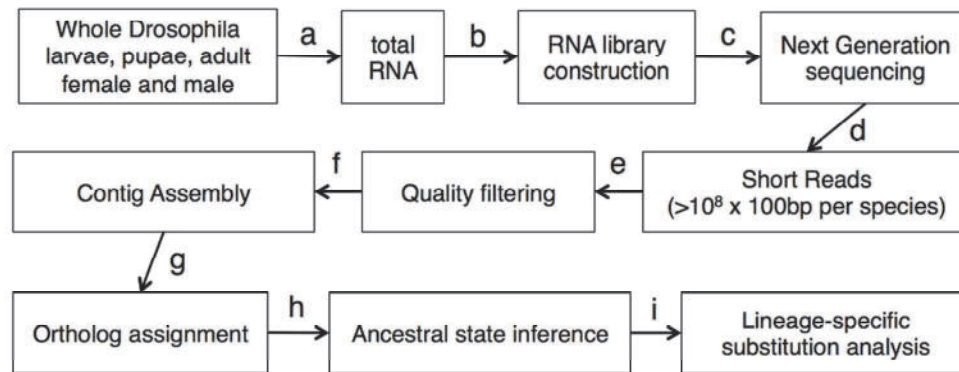 Whole Drosophila
larvae, pupae, adult
female and male
a
total
RNA
b
RNA library
construction
c
Next Generation
sequencing
d
Short Reads
(>10⁸ x 100bp per species)
e
Quality filtering
f
Contig Assembly
g
Ortholog assignment
h
Ancestral state inference
i
Lineage-specific
substitution analysis